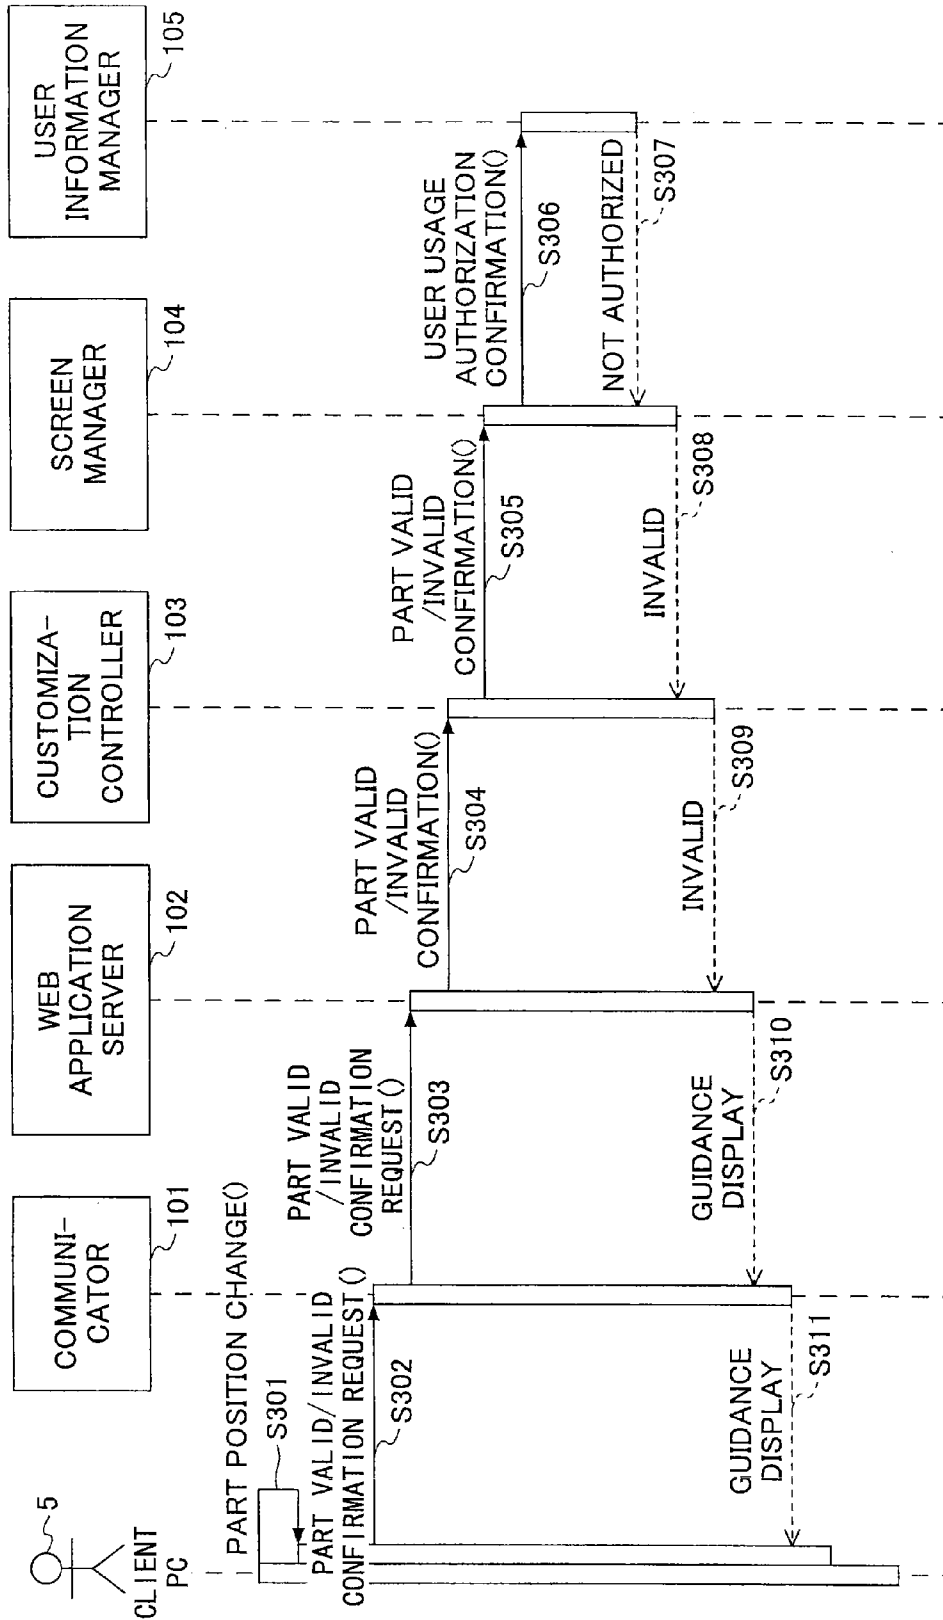 5
CLIENT
PC
COMMUNI-
CATOR
101
WEB
APPLICATION
SERVER
102
CUSTOMIZA-
TION
CONTROLLER
103
SCREEN
MANAGER
104
USER
INFORMATION
MANAGER
105
PART POSITION CHANGE()
S301
PART VALID/INVALID
CONFIRMATION REQUEST()
S302
PART VALID
/INVALID
CONFIRMATION
REQUEST()
S303
PART VALID
/INVALID
CONFIRMATION()
S304
PART VALID
/INVALID
CONFIRMATION()
S305
USER USAGE
AUTHORIZATION
CONFIRMATION()
S306
NOT AUTHORIZED
S307
INVALID
S308
INVALID
S309
GUIDANCE
DISPLAY
S310
GUIDANCE
DISPLAY
S311